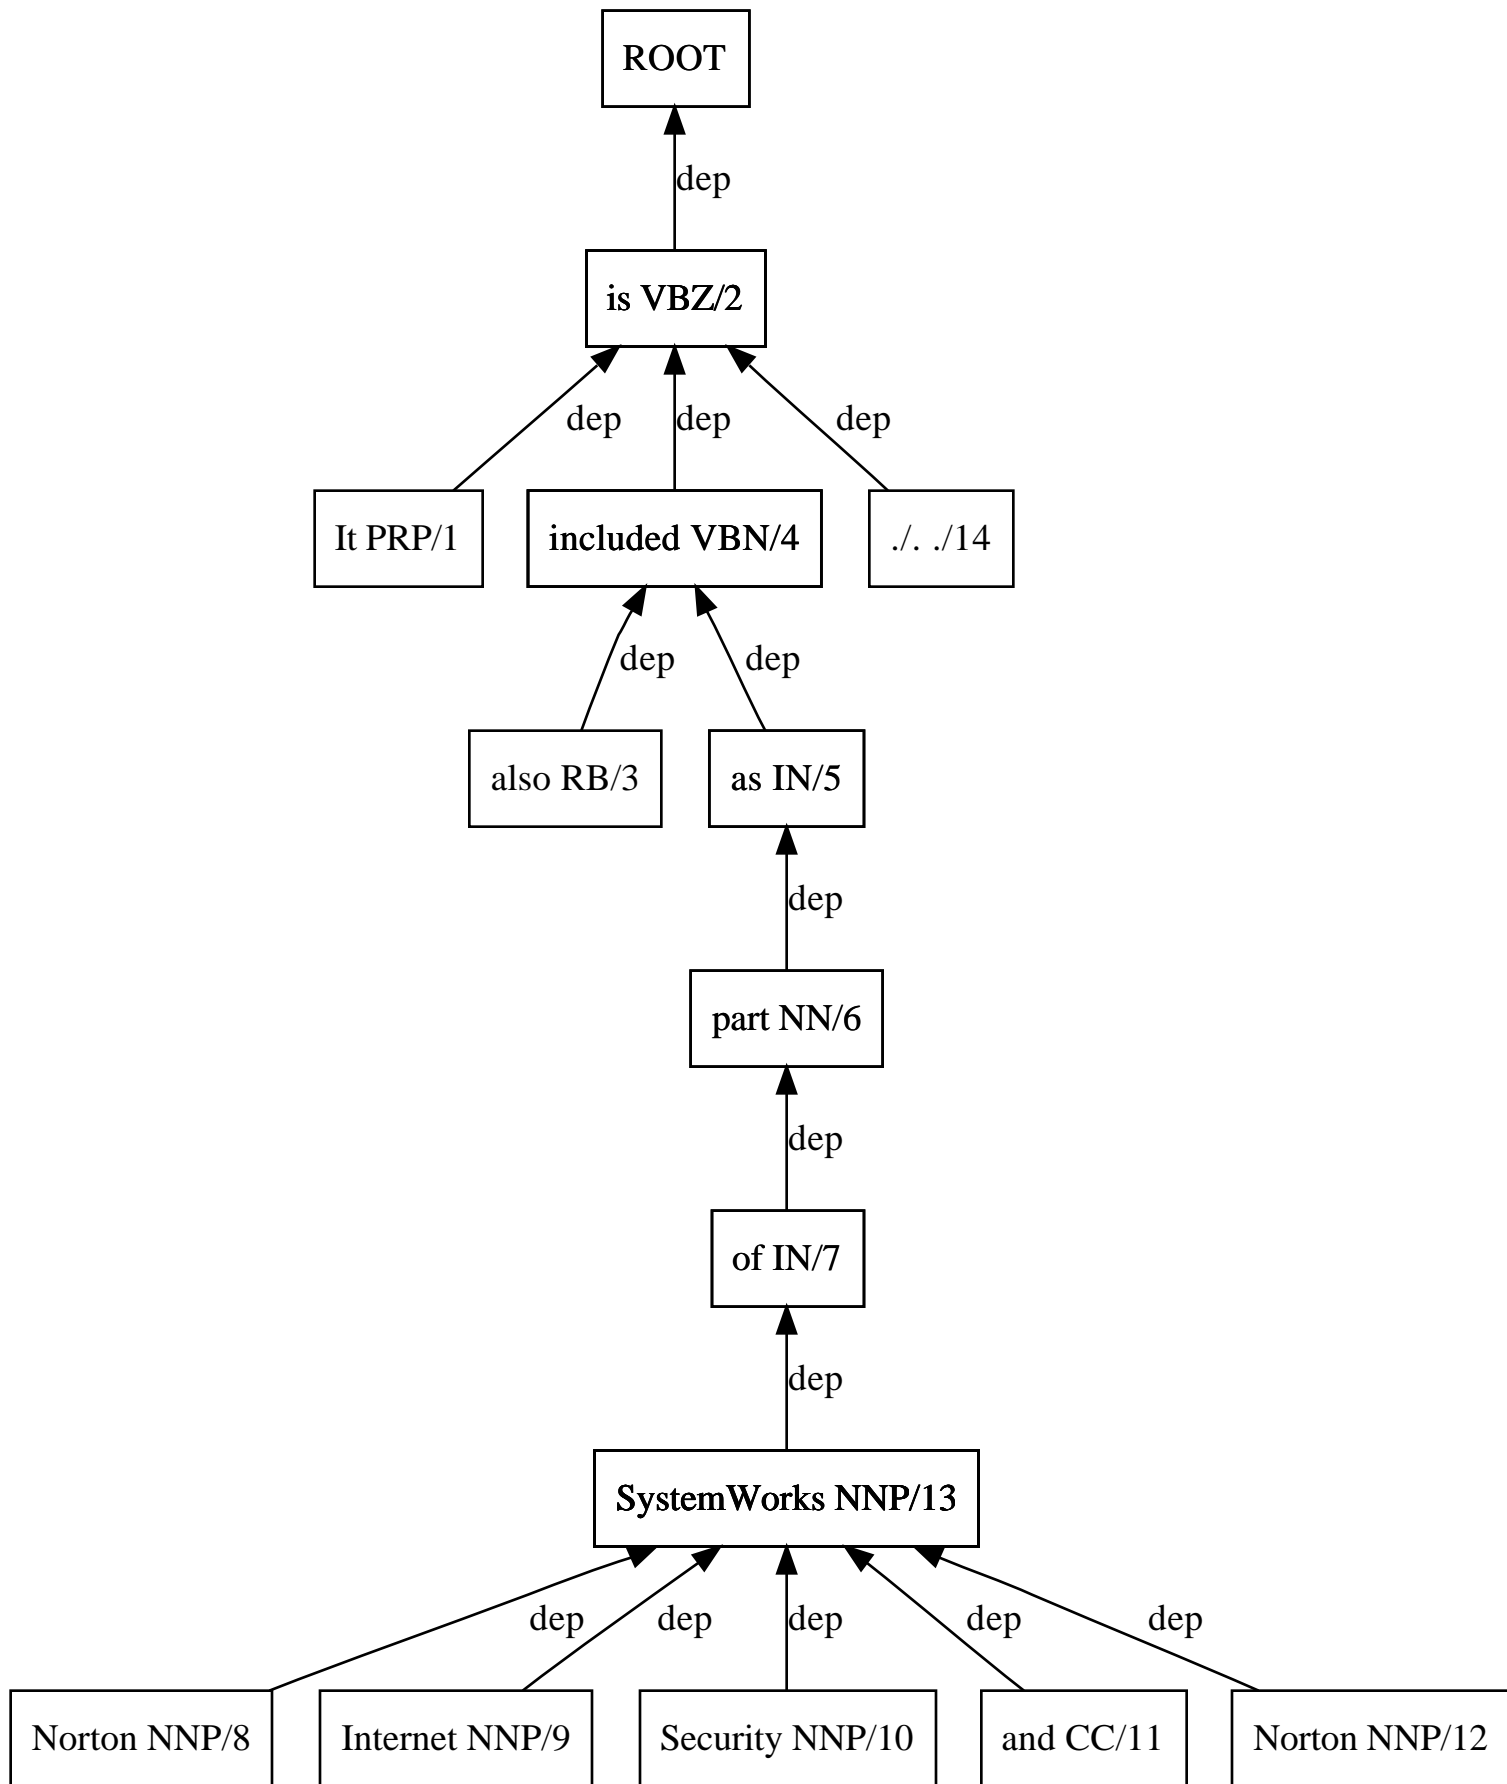 ROOT
dep
is VBZ/2
dep dep dep
It PRP/1 included VBN/4 ./. ./14
dep dep
also RB/3 as IN/5
dep
part NN/6
dep
of IN/7
dep
SystemWorks NNP/13
dep dep dep dep dep
Norton NNP/8 Internet NNP/9 Security NNP/10 and CC/11 Norton NNP/12